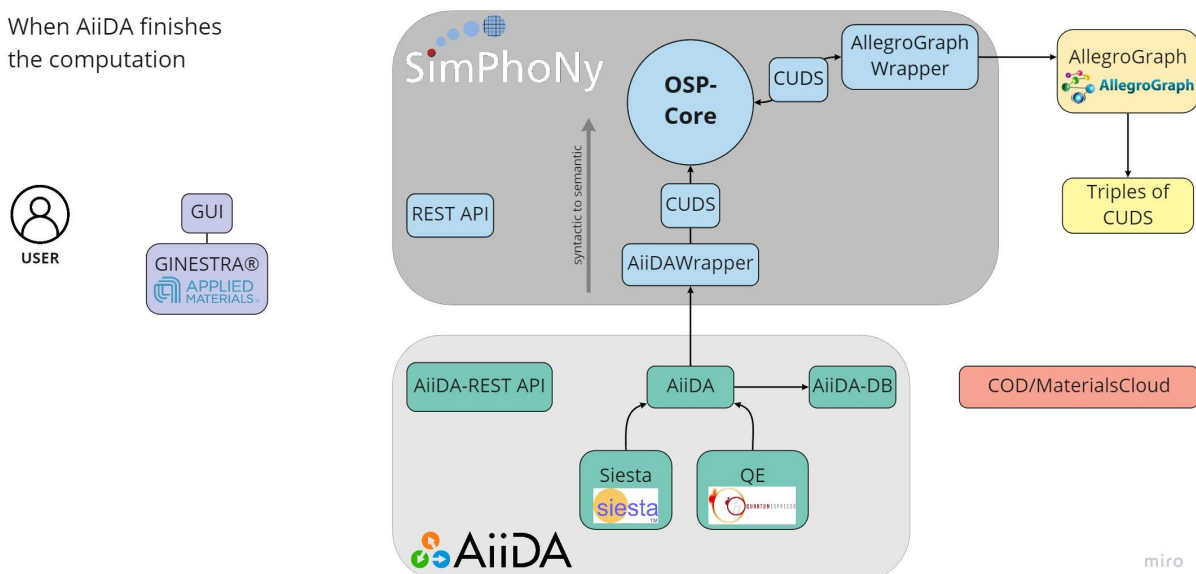 When AiiDA finishes
the computation
SimPhoNy
OSP-
Core
CUDS
AllegroGraph
Wrapper
AllegroGraph
AllegroGraph
syntactic to semantic
REST API
CUDS
AiiDAWrapper
Triples of
CUDS
USER
GUI
GINESTRA®
APPLIED
MATERIALS
AiiDA-REST API
AiiDA
AiiDA-DB
COD/MaterialsCloud
Siesta
siesta
TM
QE
QUANTUMESPRESSO
AiiDA
miro